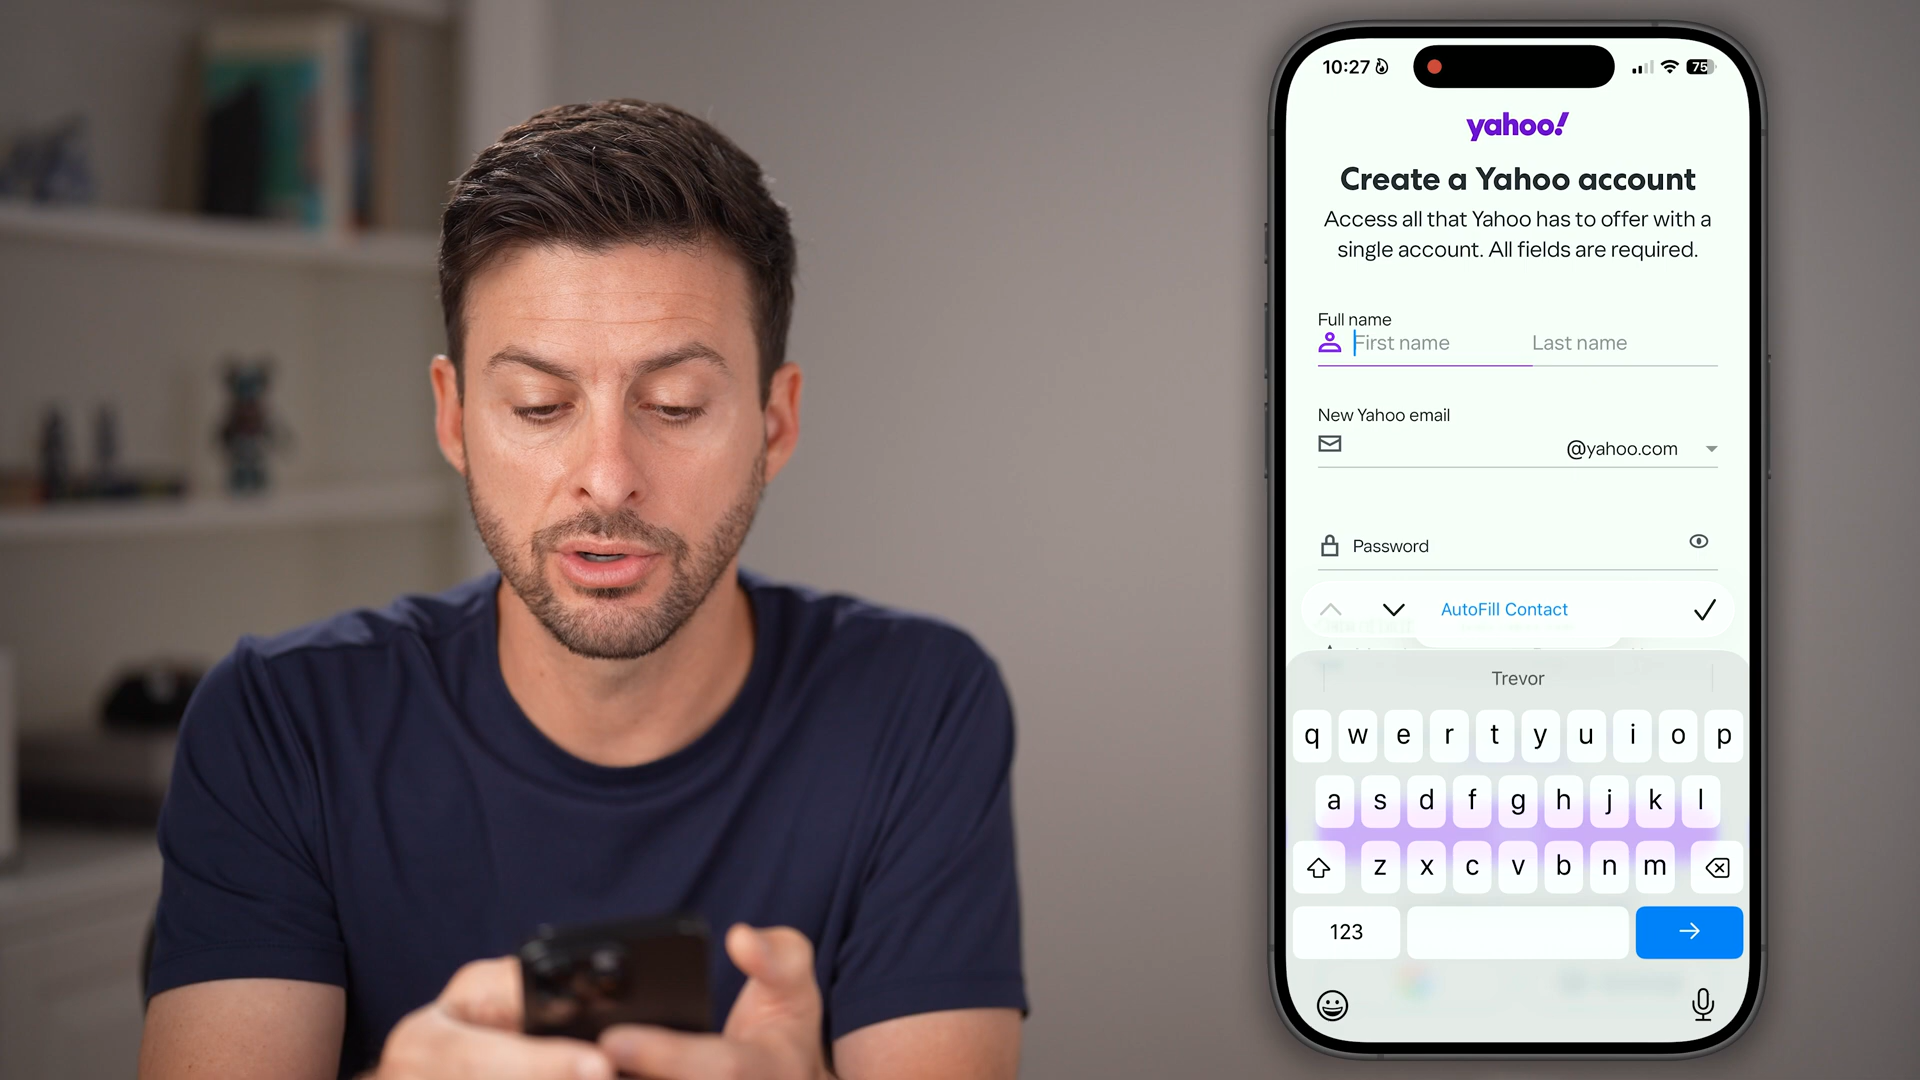 10:27
75
yahoo!
Create a Yahoo account
Access all that Yahoo has to offer with a
single account. All fields are required.
Full name
First name Last name
New Yahoo email
@yahoo.com
Password
AutoFill Contact
Trevor
q w e r t y u i o p
a s d f g h j k l
z x c v b n m
123